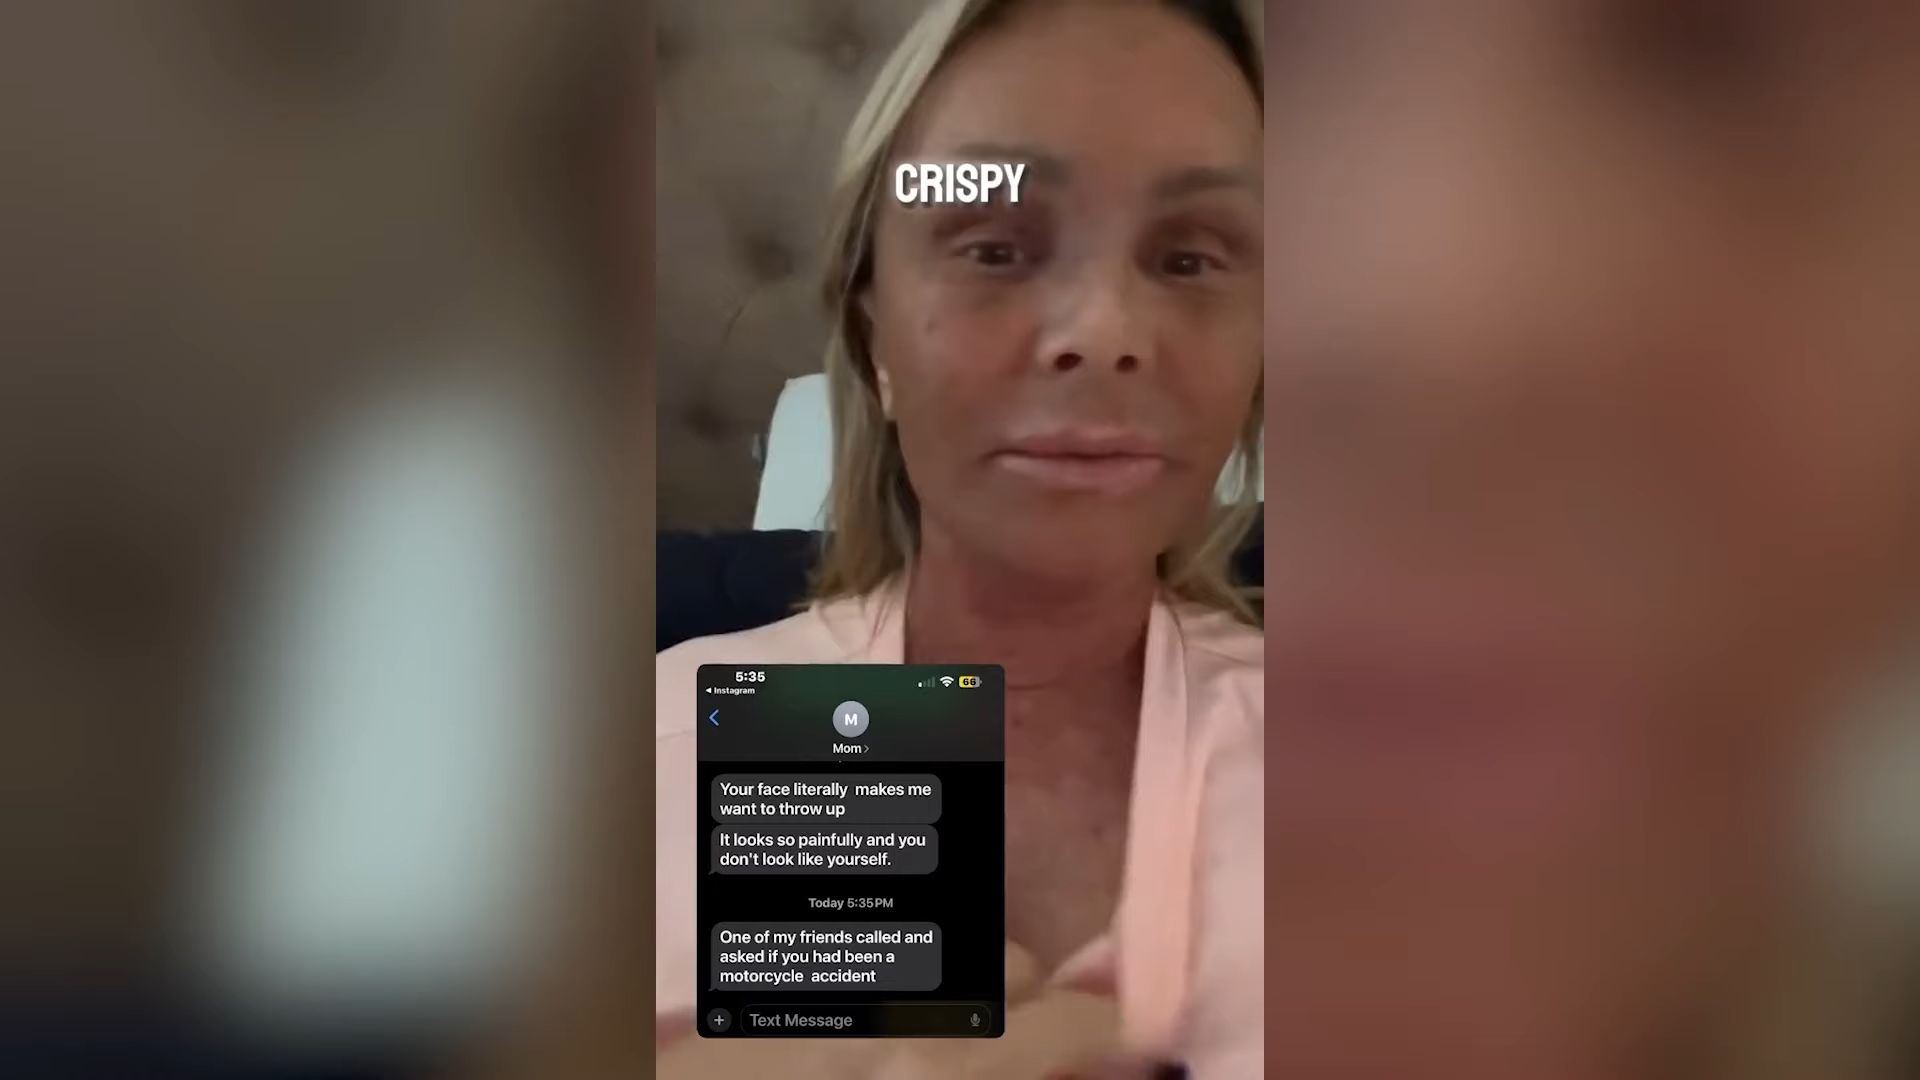 CRISPY
5:35
66
◄ Instagram
M
Mom
Your face literally  makes me
want to throw up
It looks so painfully and you
don't look like yourself.
Today 5:35 PM
One of my friends called and
asked if you had been a
motorcycle  accident
Text Message